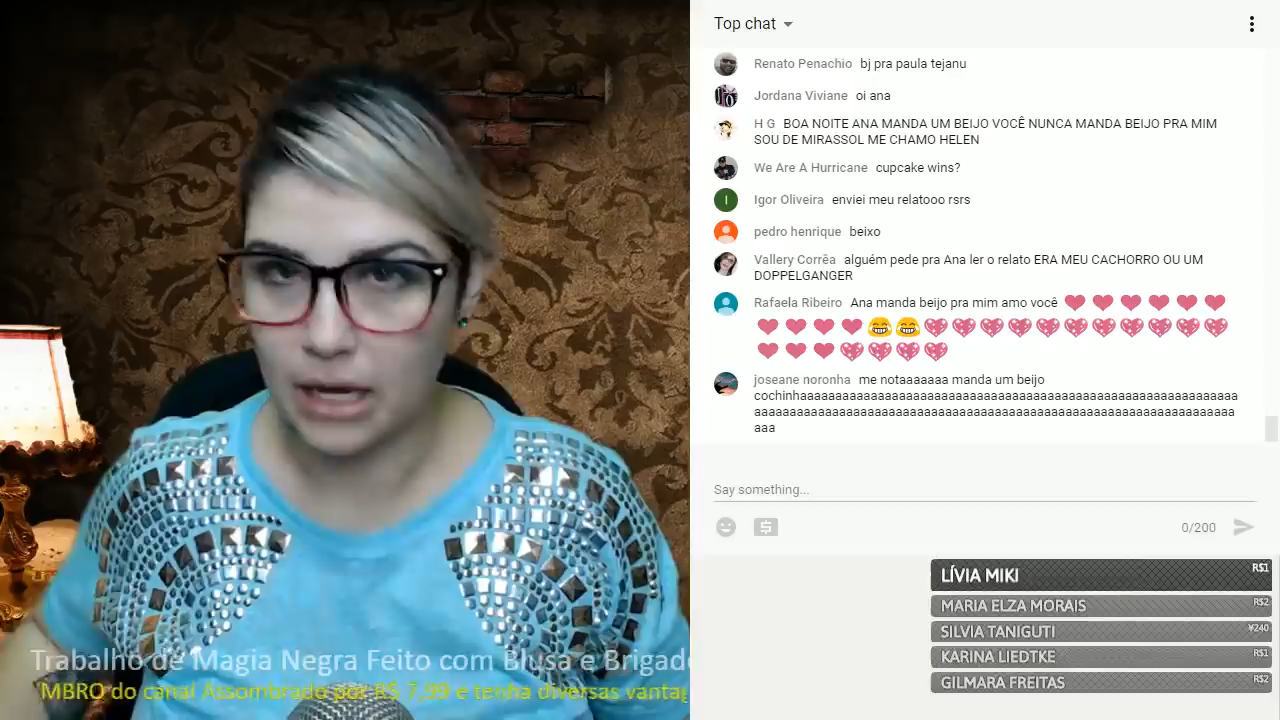 Top chat
Renato Penachio bj pra paula tejanu
Jordana Viviane oi ana
H G BOA NOITE ANA MANDA UM BEIJO VOCÊ NUNCA MANDA BEIJO PRA MIM
SOU DE MIRASSOL ME CHAMO HELEN
We Are A Hurricane cupcake wins?
Igor Oliveira enviei meu relatooo rsrs
pedro henrique beixo
Vallery Corrêa alguém pede pra Ana ler o relato ERA MEU CACHORRO OU UM
DOPPELGANGER
Rafaela Ribeiro Ana manda beijo pra mim amo você
joseane noronha me notaaaaaaa manda um beijo
cochinhaaaaaaaaaaaaaaaaaaaaaaaaaaaaaaaaaaaaaaaaaaaaaaaaaaaaaaaaaaaaaa
aaaaaaaaaaaaaaaaaaaaaaaaaaaaaaaaaaaaaaaaaaaaaaaaaaaaaaaaaaaaaaaaaaaa
aaa
Say something...
0/200
LÍVIA MIKI R$1
MARIA ELZA MORAIS R$2
SILVIA TANIGUTI ¥240
KARINA LIEDTKE R$1
GILMARA FREITAS R$2
Trabalho de Magia Negra Feito com Blusa e Brigade
MBRO do canal Assombrado por R$ 7,99 e tenha diversas vantag